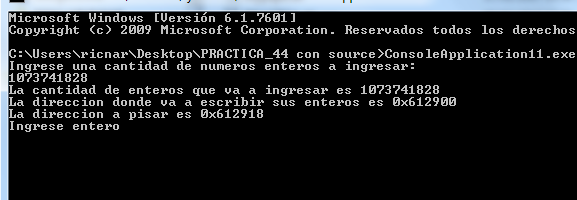 Microsoft Windows [Versión 6.1.7601]
Copyright (c) 2009 Microsoft Corporation. Reservados todos los derechos
C:\Users\ricnar\Desktop\PRACTICA_44 con source>ConsoleApplication11.exe
Ingrese una cantidad de numeros enteros a ingresar:
1073741828
La cantidad de enteros que va a ingresar es 1073741828
La direccion donde va a escribir sus enteros es 0x612900
La direccion a pisar es 0x612918
Ingrese entero